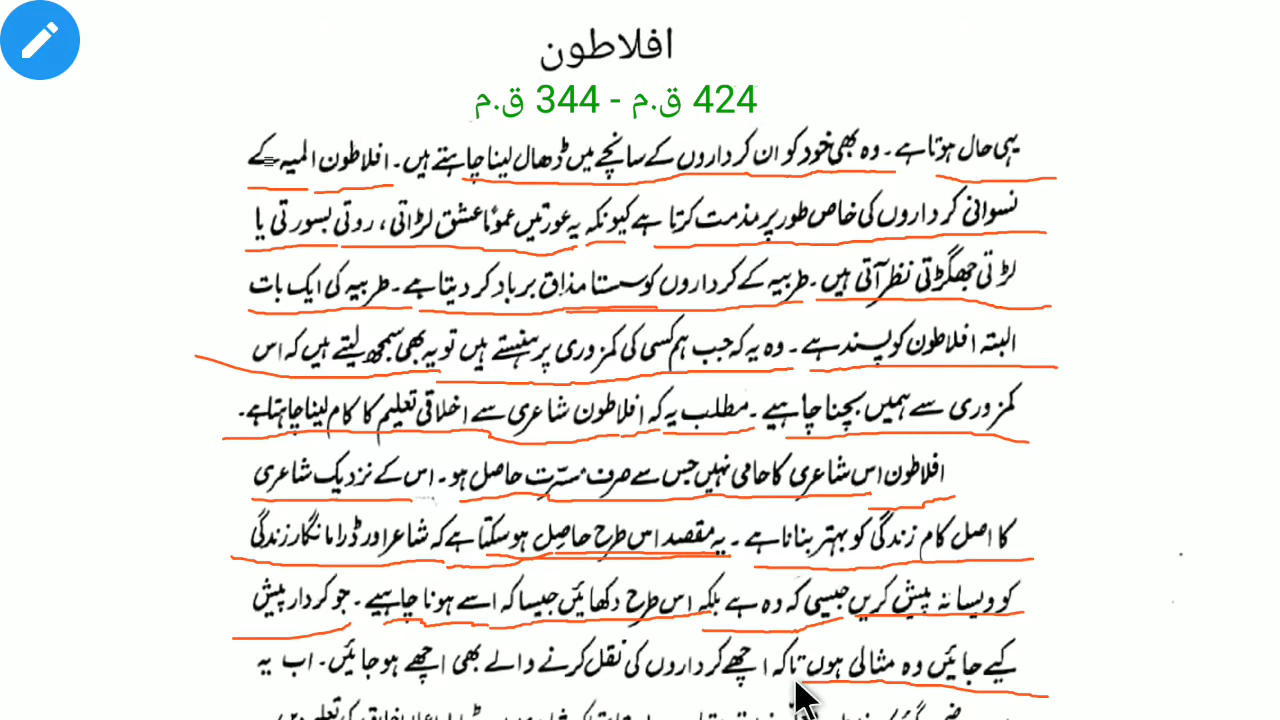 افلاطون
424 ق.م - 344 ق.م
یہی حال ہوتا ہے۔ وہ بھی خود کو ان کرداروں کے سانچے میں ڈھال لینا چاہتے ہیں۔ افلاطون المیہ کے
نسوانی کرداروں کی خاص طور پر مذمت کرتا ہے کیونکہ یہ عورتیں عموماً عشق لڑاتی، روتی بسورتی یا
لڑتی جھگڑتی نظر آتی ہیں۔ طربیہ کے کرداروں کو سستا مذاق برباد کر دیتا ہے۔ طربیہ کی ایک بات
البتہ افلاطون کو پسند ہے۔ وہ یہ کہ جب ہم کسی کی کمزوری پر ہنستے ہیں تو یہ بھی سمجھ لیتے ہیں کہ اس
کمزوری سے ہمیں بچنا چاہیے۔ مطلب یہ کہ افلاطون شاعری سے اخلاقی تعلیم کا کام لینا چاہتا ہے۔
افلاطون اس شاعری کا حامی نہیں جس سے صرف مسرّت حاصل ہو۔ اس کے نزدیک شاعری
کا اصل کام زندگی کو بہتر بنانا ہے۔ یہ مقصد اس طرح حاصل ہو سکتا ہے کہ شاعر اور ڈراما نگار زندگی
کو ویسا نہ پیش کریں جیسی کہ وہ ہے بلکہ اس طرح دکھائیں جیسا کہ اسے ہونا چاہیے۔ جو کردار پیش
کیے جائیں وہ مثالی ہوں تاکہ اچھے کرداروں کی نقل کرنے والے بھی اچھے ہو جائیں۔ اب یہ